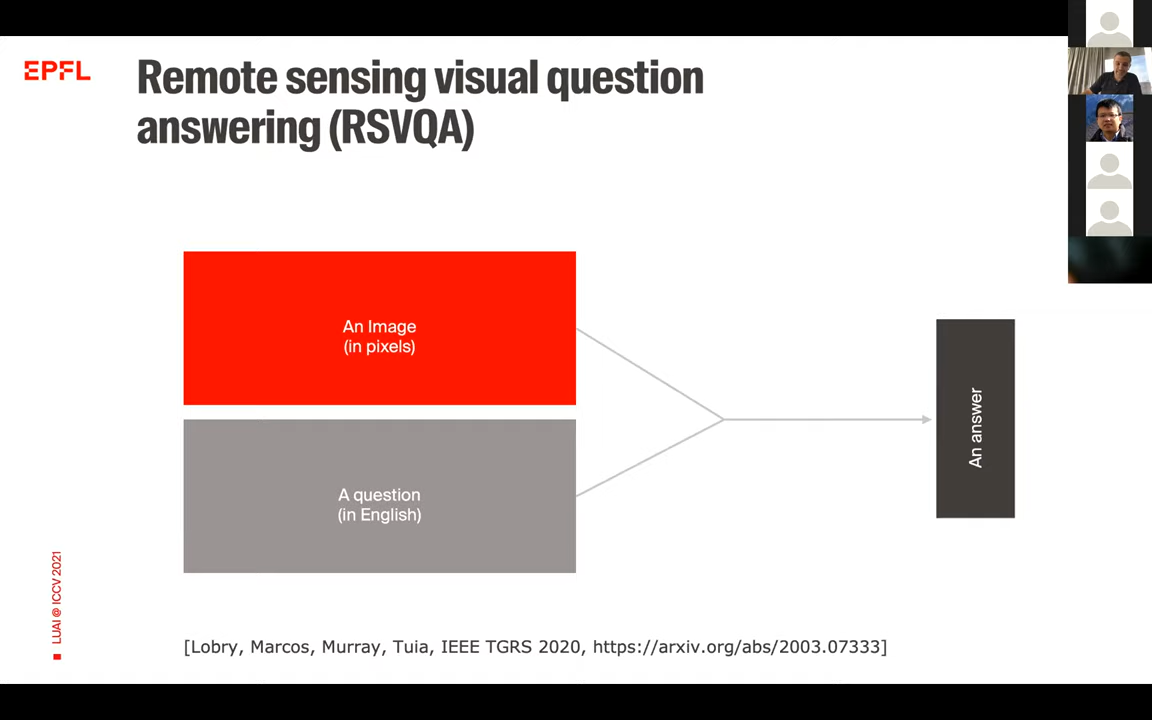 EPFL
Remote sensing visual question
answering (RSVQA)
An Image
(in pixels)
A question
(in English)
An answer
LUAI @ ICCV 2021
[Lobry, Marcos, Murray, Tuia, IEEE TGRS 2020, https://arxiv.org/abs/2003.07333]